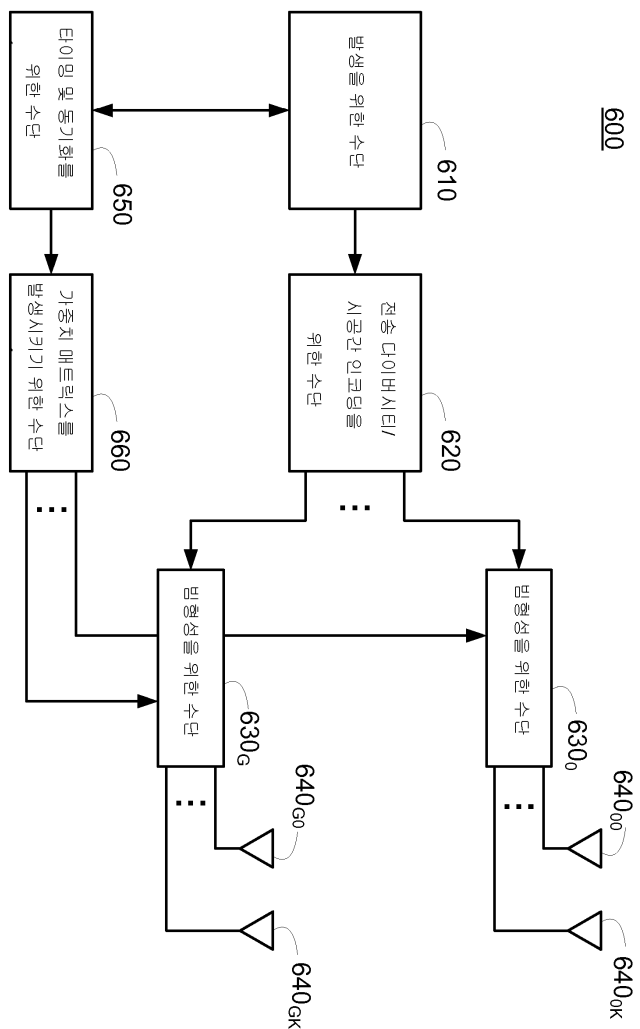 600
발생을 위한 수단
610
전송 다이버시티/
시공간 인코딩을
위한 수단
620
빔형성을 위한 수단
630₀
640₀₀
640₀ₖ
타이밍 및 동기화를
위한 수단
650
가중치 매트릭스를
발생시키기 위한 수단
660
빔형성을 위한 수단
630G
640G0
640GK